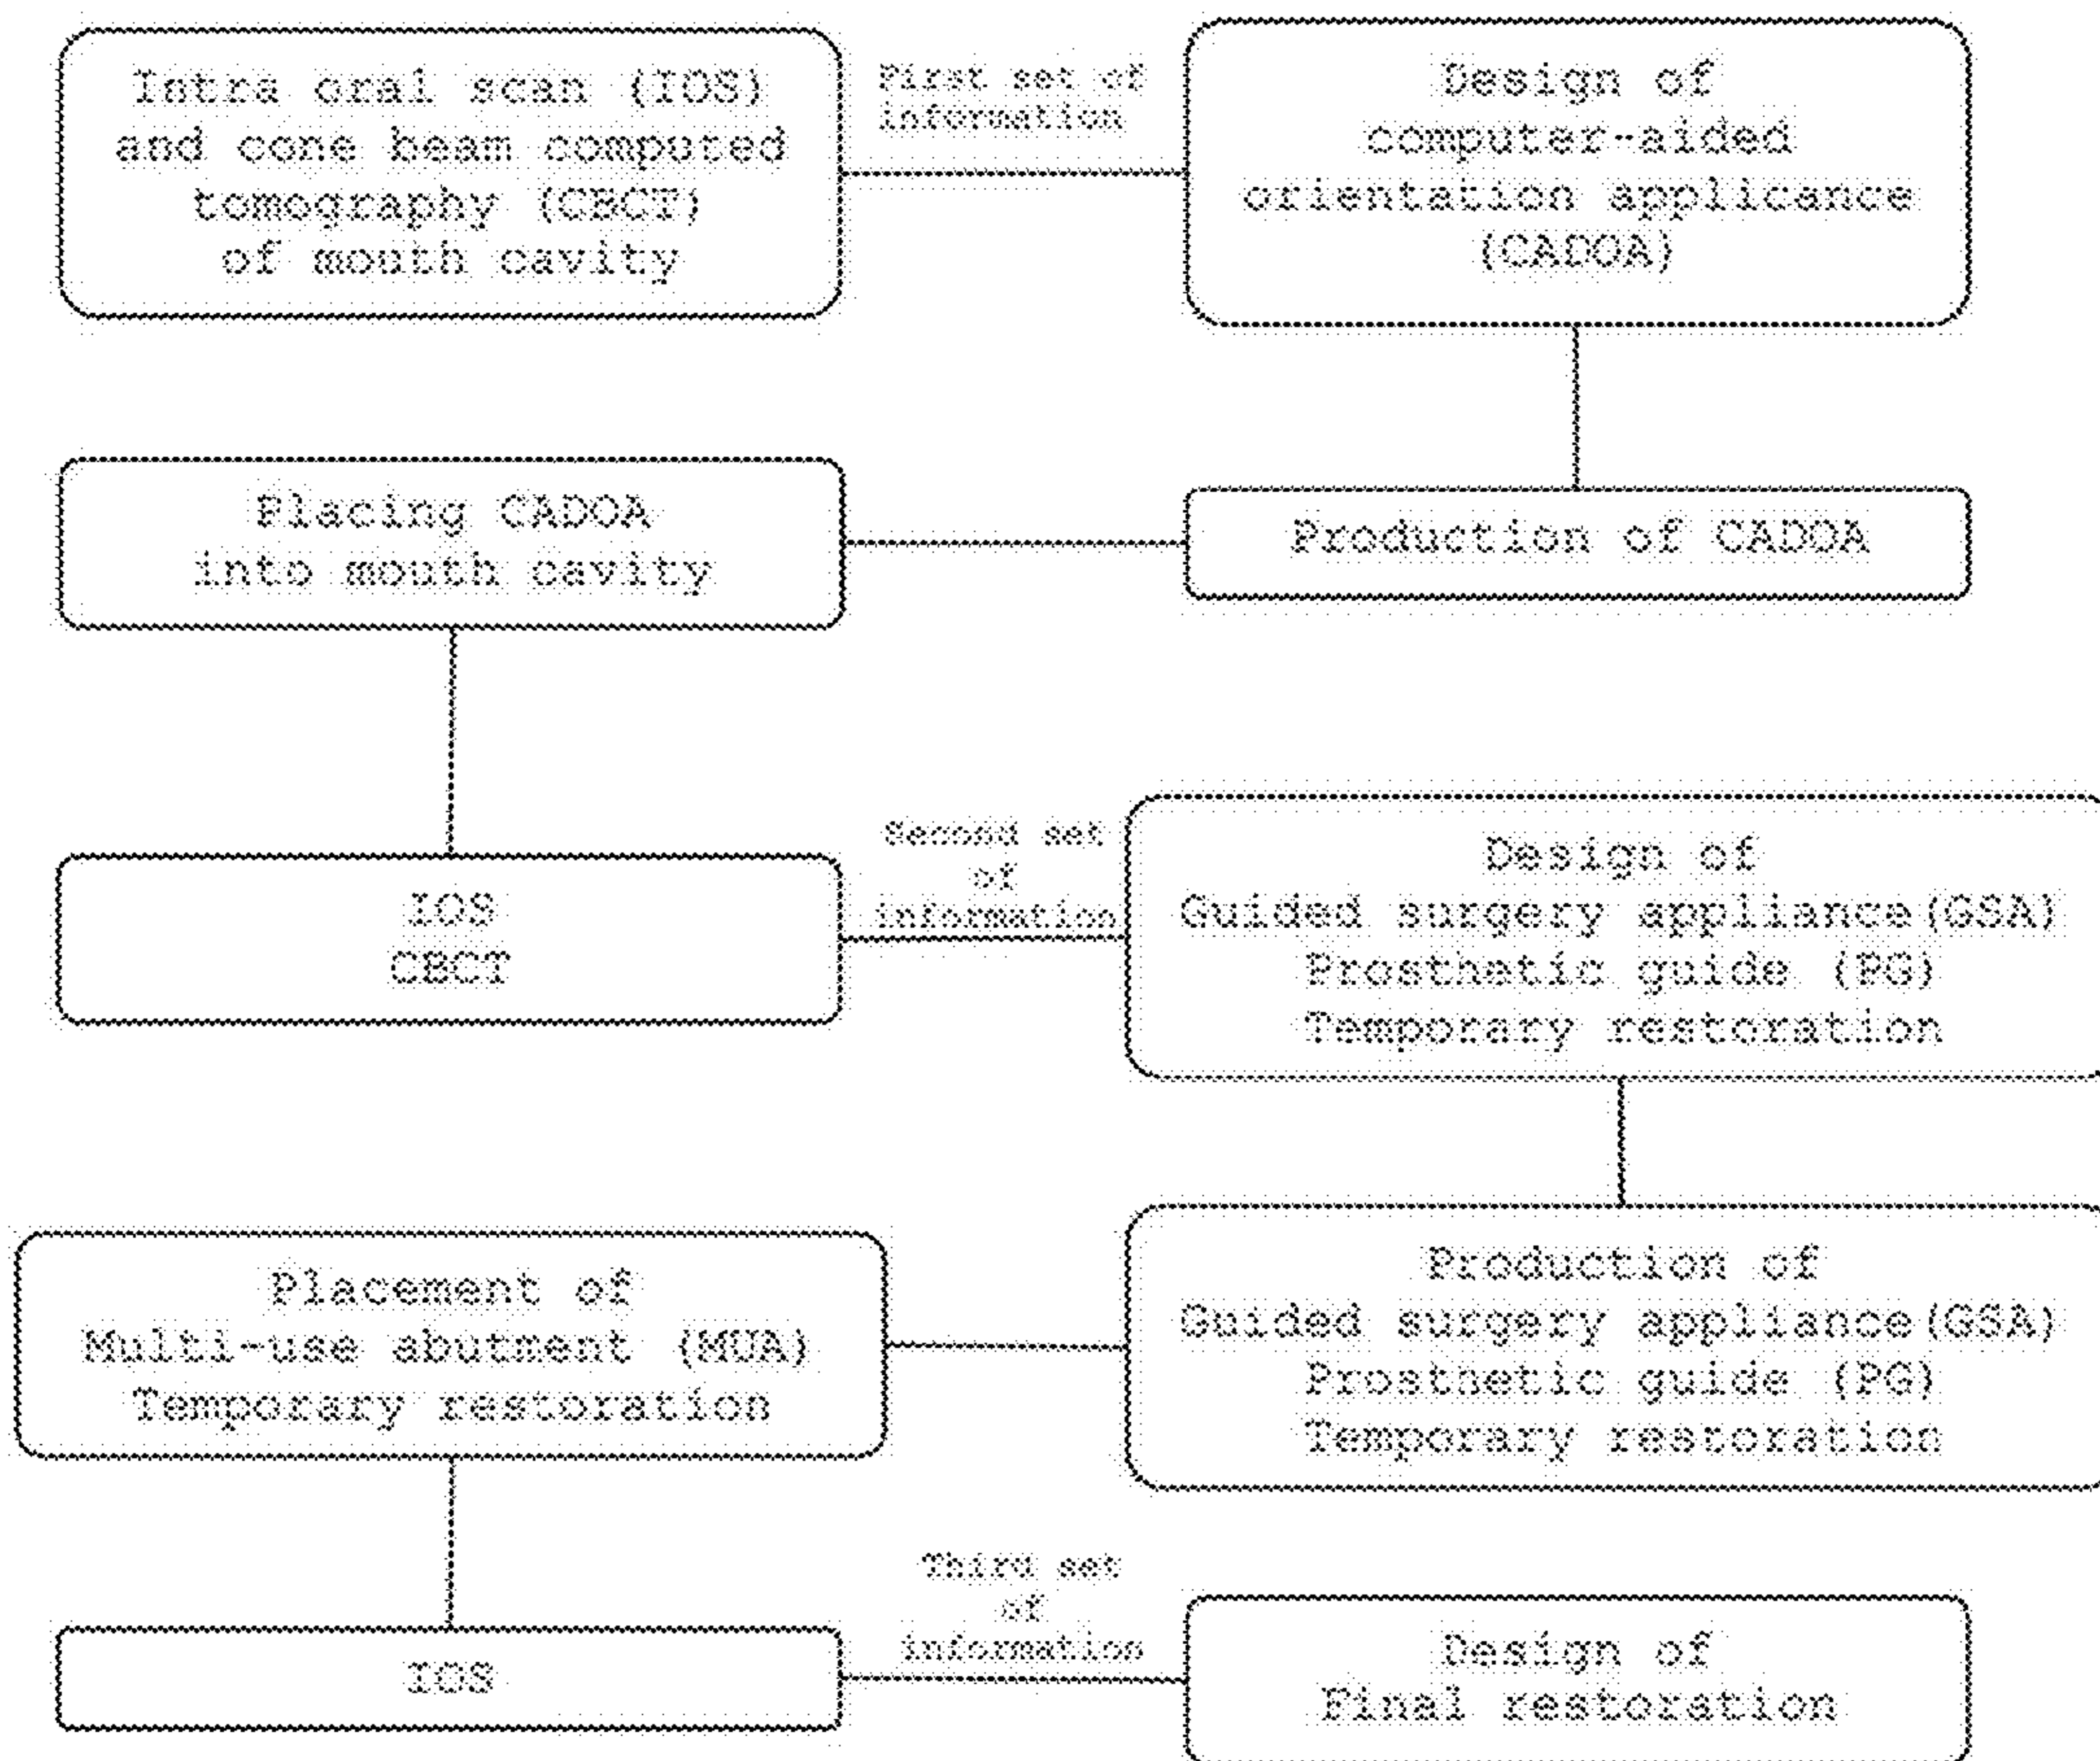 Intra oral scan (IOS)
and cone beam computed
tomography (CBCT)
of mouth cavity
First set of
information
Design of
computer-aided
orientation applicance
(CADOA)
Placing CADOA
into mouth cavity
Production of CADOA
IOS
CBCT
Second set
of
information
Design of
Guided surgery appliance(GSA)
Prosthetic guide (PG)
Temporary restoration
Placement of
Multi-use abutment (MUA)
Temporary restoration
Production of
Guided surgery appliance(GSA)
Prosthetic guide (PG)
Temporary restoration
IOS
Third set
of
information
Design of
Final restoration